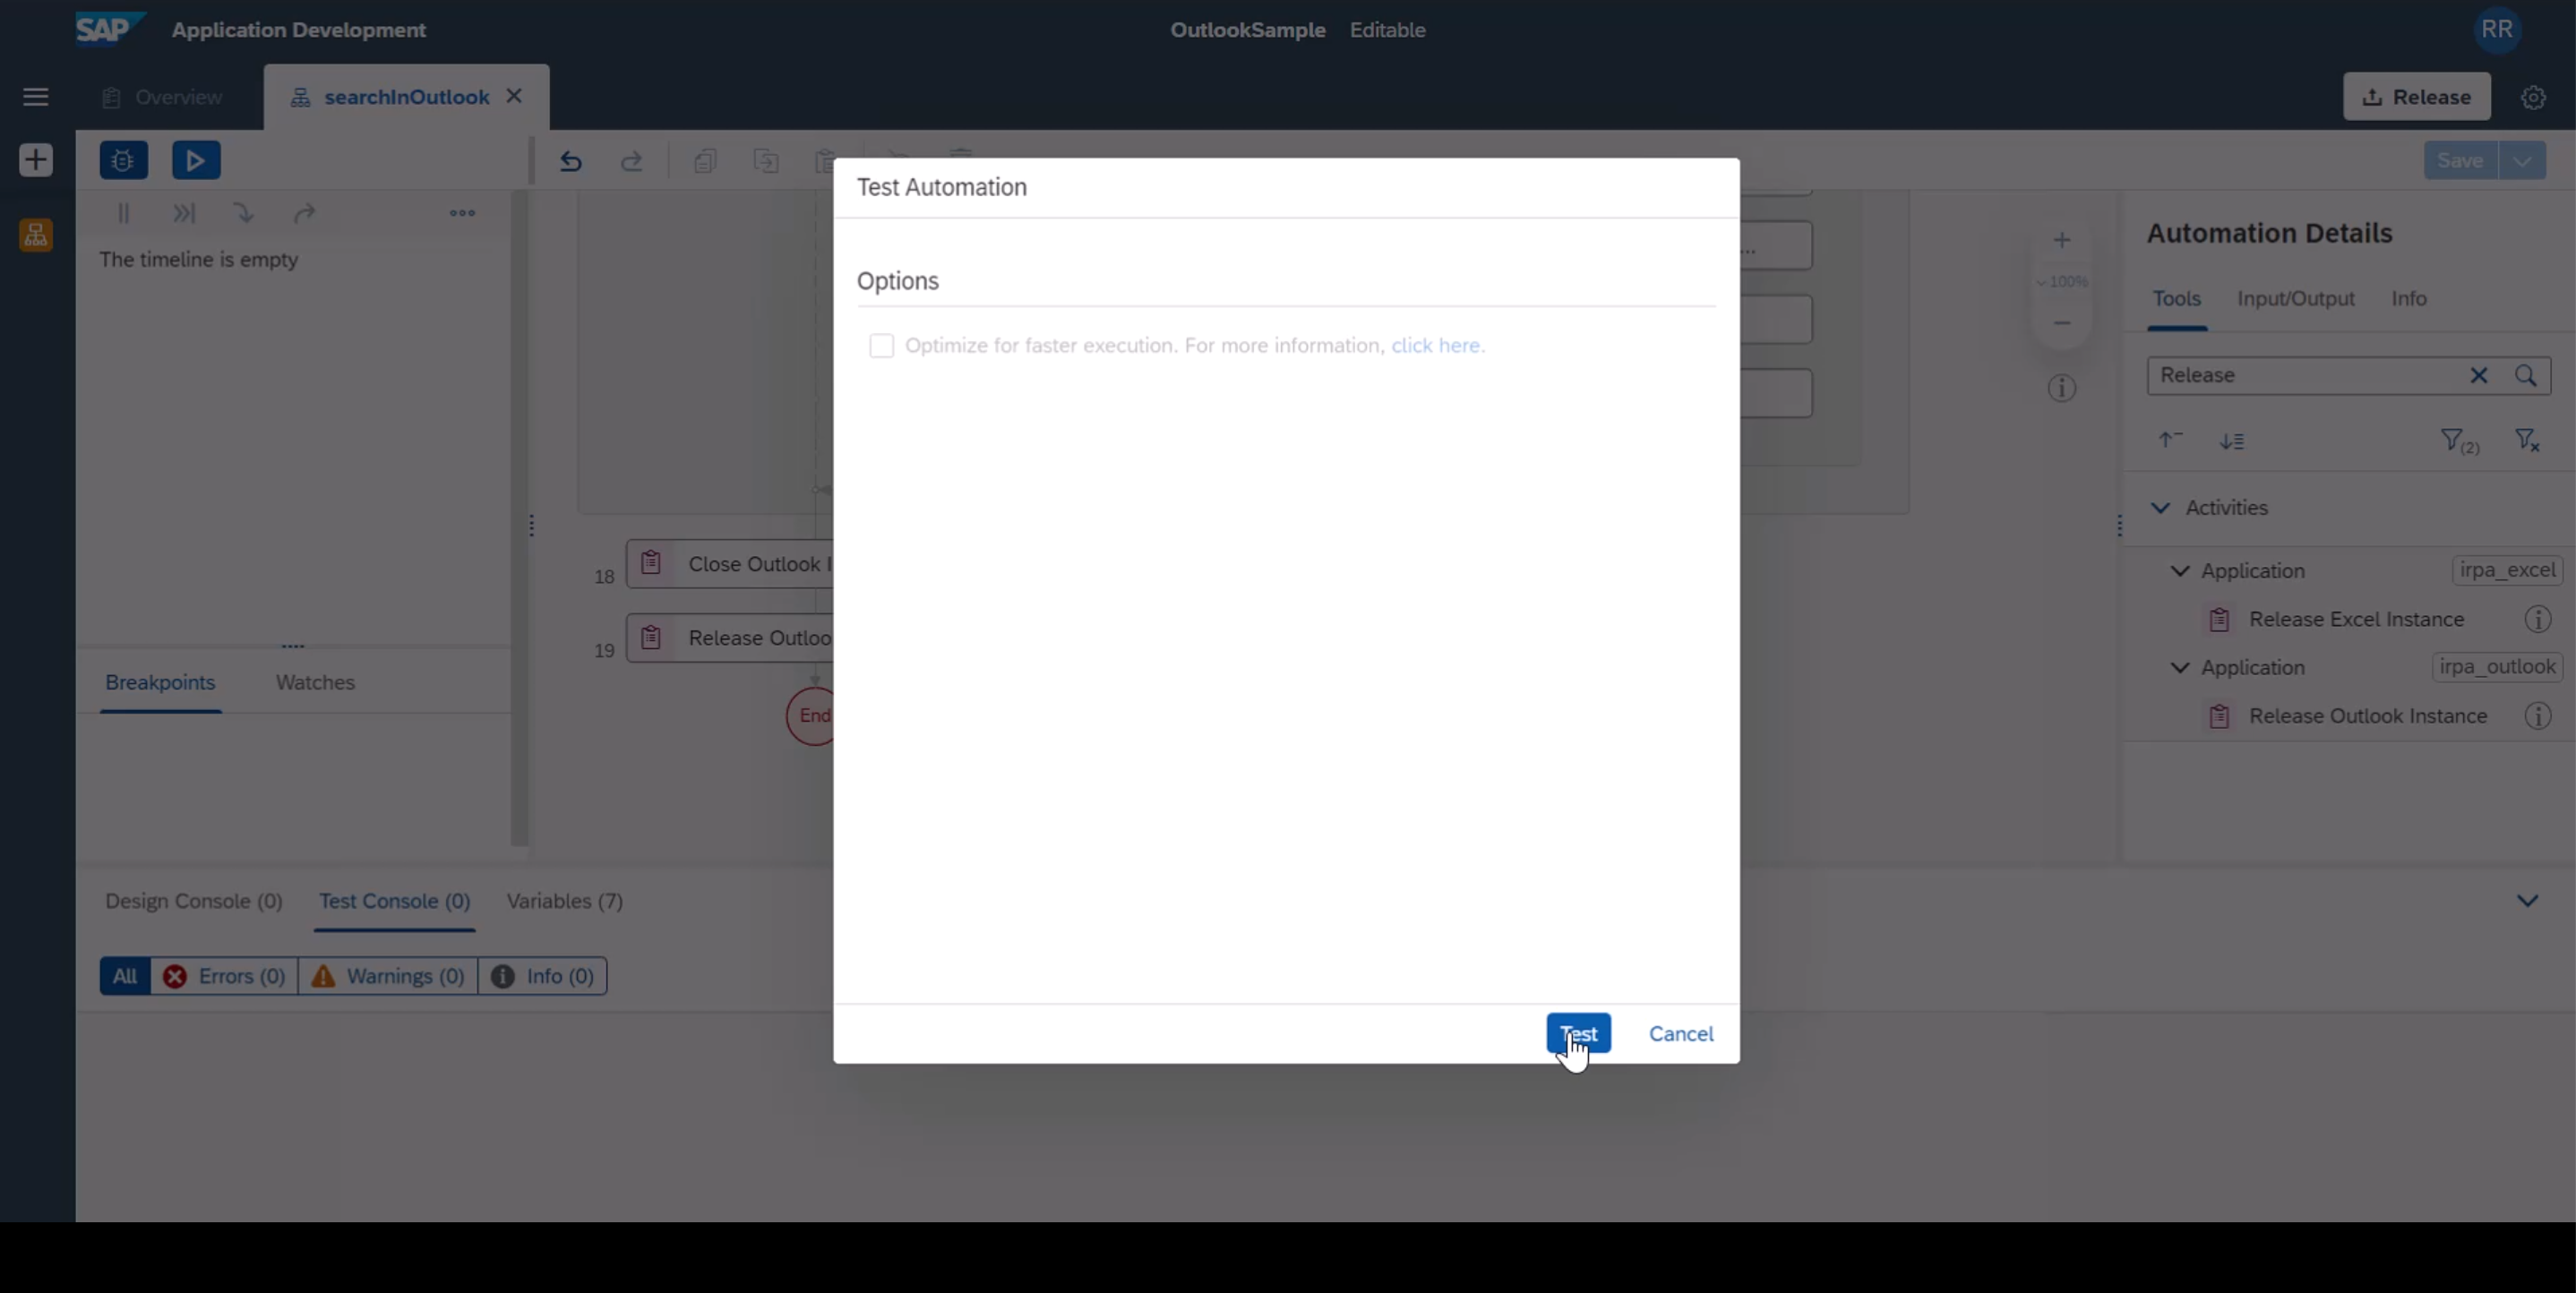 SAP Application Development
OutlookSample Editable
RR
Overview
searchInOutlook
Release
Save
The timeline is empty
Breakpoints
Watches
18
Close Outlook I
19
Release Outloo
End
Test Automation
Options
Optimize for faster execution. For more information, click here.
Test
Cancel
...
100%
Automation Details
Tools
Input/Output
Info
Release
(2)
Activities
Application
irpa_excel
Release Excel Instance
Application
irpa_outlook
Release Outlook Instance
Design Console (0)
Test Console (0)
Variables (7)
All
Errors (0)
Warnings (0)
Info (0)